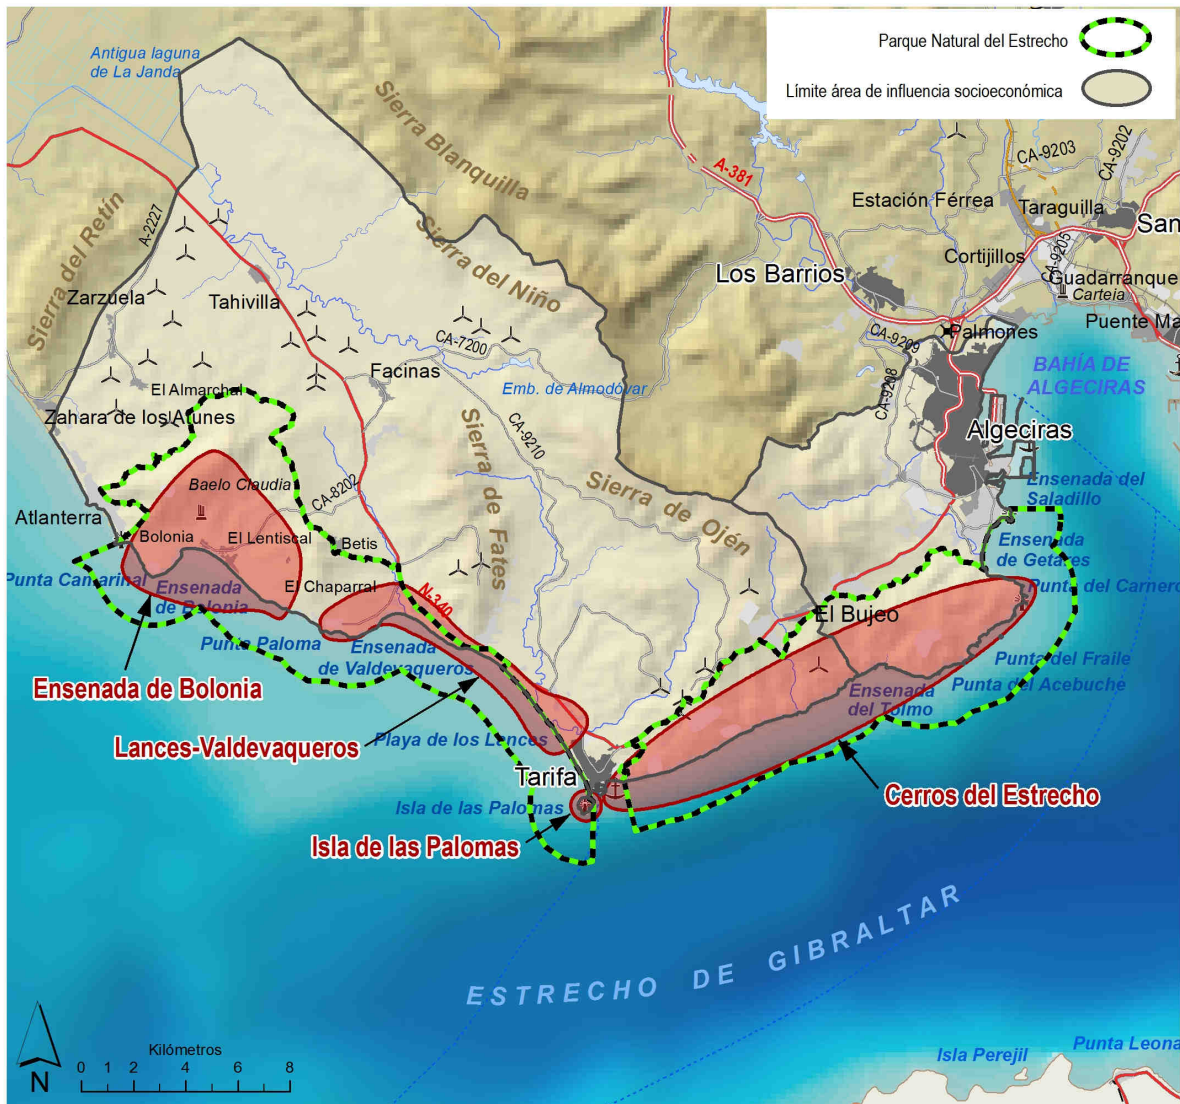 Parque Natural del Estrecho
Límite área de influencia socioeconómica
Antigua laguna
de La Janda
Sierra Blanquilla
A-381
CA-9203
CA-9202
Estación Férrea
Taraguilla
San
Sierra del Retín
A-2227
Sierra del Niño
Cortijillos
CA-9205
Guadarranque
Los Barrios
Carteia
Zarzuela
Tahivilla
Puente Ma
CA-7200
CA-9209
Palmones
BAHÍA DE
ALGECIRAS
Facinas
El Almarchal
Emb. de Almodóvar
CA-9208
Zahara de los Atunes
Algeciras
CA-9210
Sierra de Fates
Sierra de Ojén
Baelo Claudia
CA-8202
Ensenada del
Saladillo
Atlanterra
Bolonia
El Lentiscal
Betis
Ensenada
de Getares
Punta Camarinal
Ensenada
de Bolonia
El Chaparral
N-340
Punta del Carnero
El Bujeo
Punta Paloma
Ensenada
de Valdevaqueros
Punta del Fraile
Punta del Acebuche
Ensenada
del Tolmo
Ensenada de Bolonia
Lances-Valdevaqueros
Playa de los Lances
Tarifa
Cerros del Estrecho
Isla de las Palomas
Isla de las Palomas
ESTRECHO DE GIBRALTAR
Kilómetros
0 1 2 4 6 8
N
Isla Perejil
Punta Leona